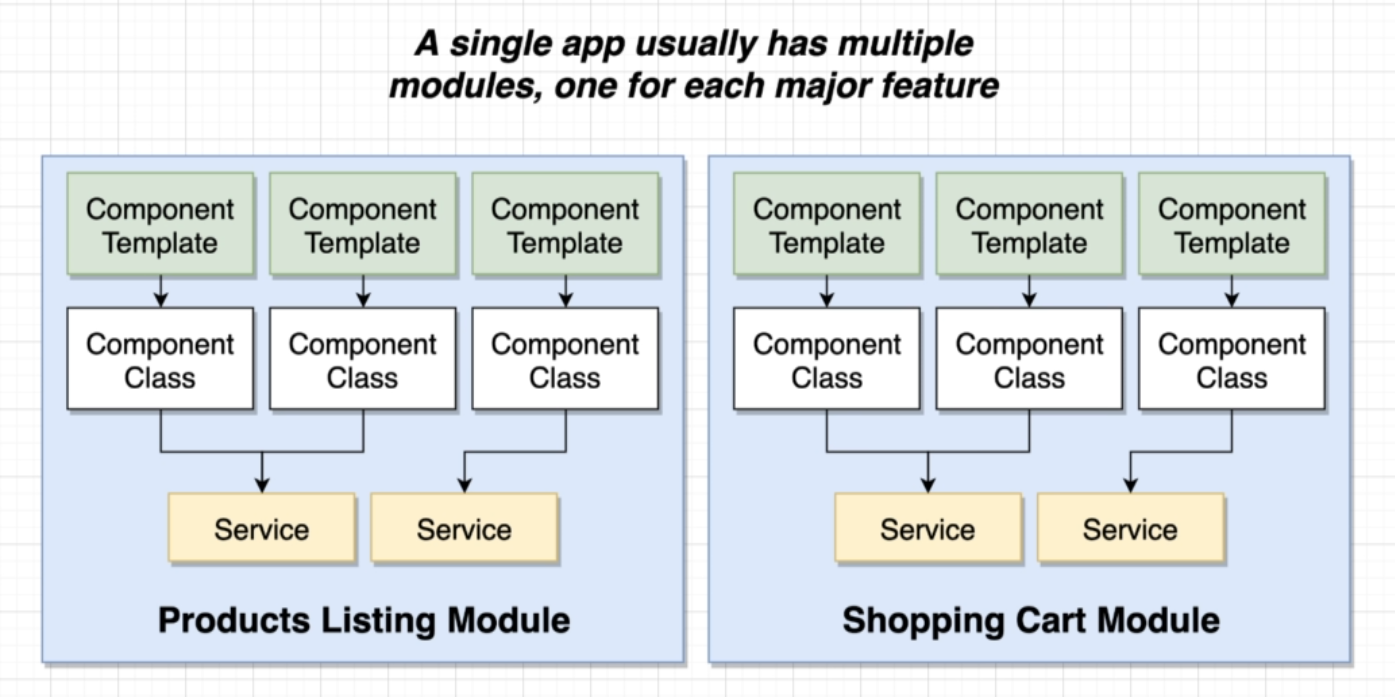 A single app usually has multiple
modules, one for each major feature
Component
Template
Component
Template
Component
Template
Component
Class
Component
Class
Component
Class
Service
Service
Products Listing Module
Component
Template
Component
Template
Component
Template
Component
Class
Component
Class
Component
Class
Service
Service
Shopping Cart Module